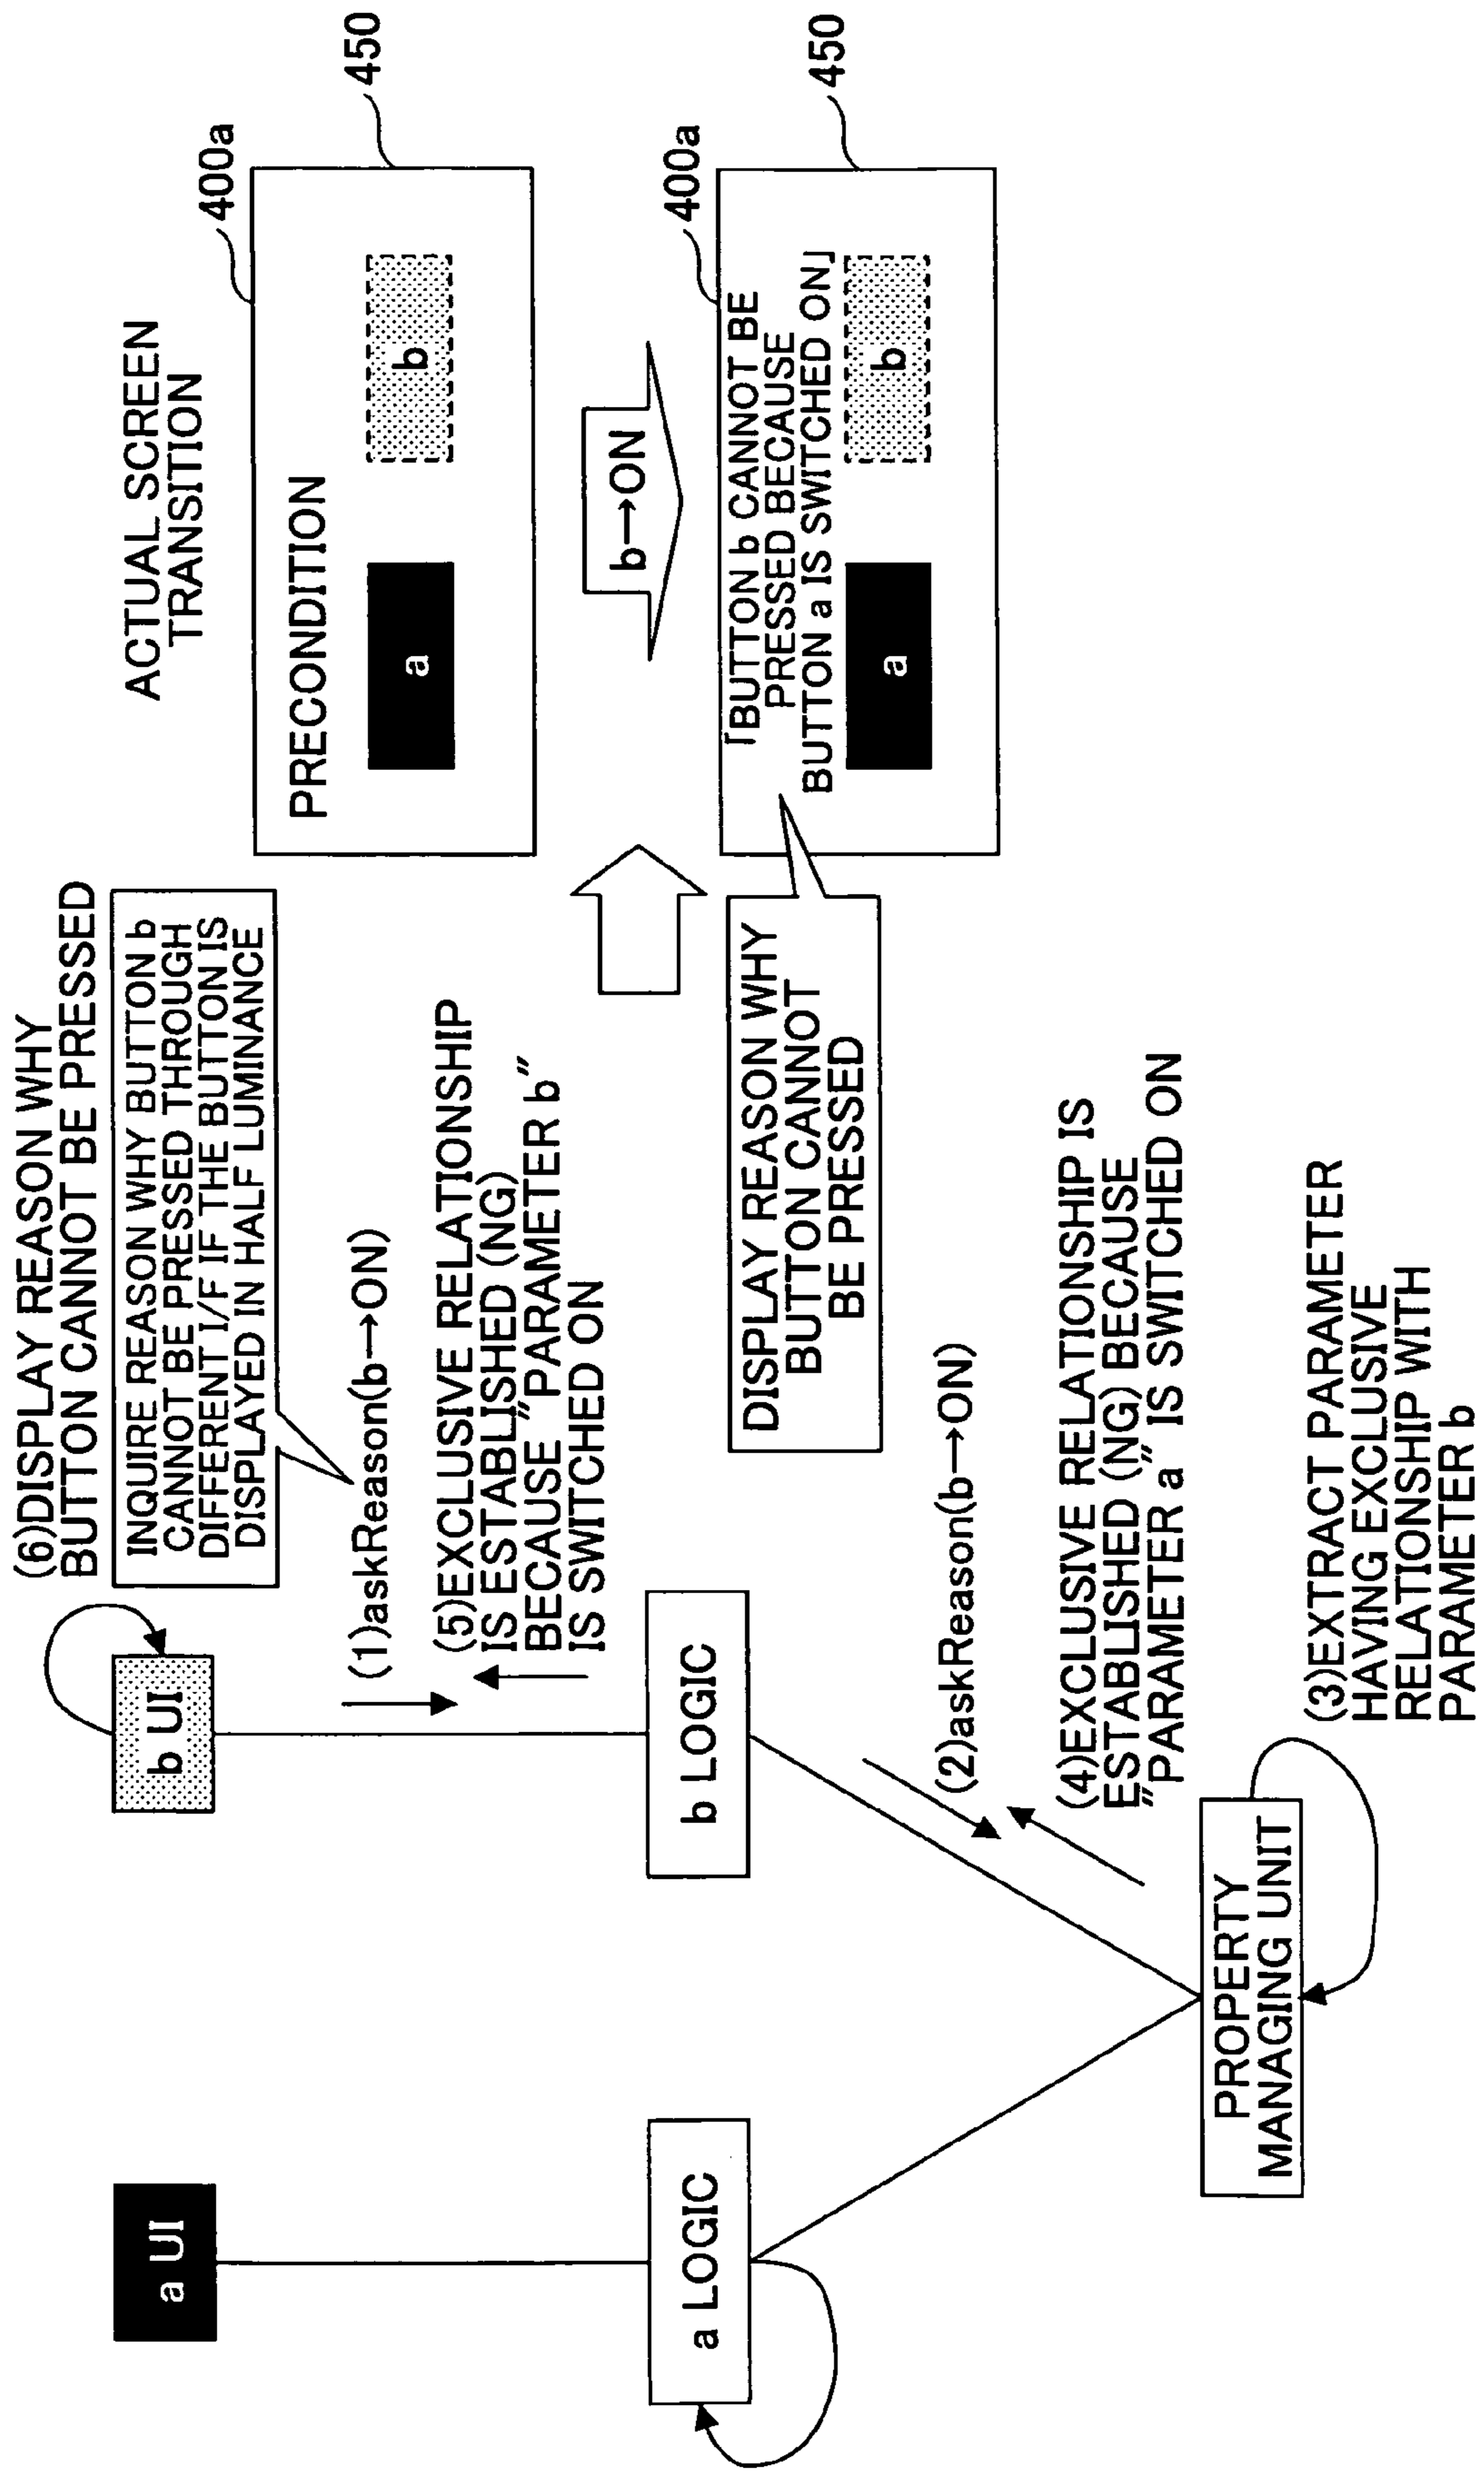 (6)DISPLAY REASON WHY
BUTTON CANNOT BE PRESSED
INQUIRE REASON WHY BUTTON b
CANNOT BE PRESSED THROUGH
DIFFERENT I/F IF THE BUTTON IS
DISPLAYED IN HALF LUMINANCE
a UI
b UI
(1)askReason(b→ON)
(5)EXCLUSIVE RELATIONSHIP
IS ESTABLISHED (NG)
BECAUSE "PARAMETER b"
IS SWITCHED ON
a LOGIC
b LOGIC
(2)askReason(b→ON)
(4)EXCLUSIVE RELATIONSHIP IS
ESTABLISHED (NG) BECAUSE
"PARAMETER a" IS SWITCHED ON
PROPERTY
MANAGING UNIT
(3)EXTRACT PARAMETER
HAVING EXCLUSIVE
RELATIONSHIP WITH
PARAMETER b
ACTUAL SCREEN
TRANSITION
400a
PRECONDITION
a
b
450
b→ON
400a
「BUTTON b CANNOT BE
PRESSED BECAUSE
BUTTON a IS SWITCHED ON」
a
b
450
DISPLAY REASON WHY
BUTTON CANNOT
BE PRESSED